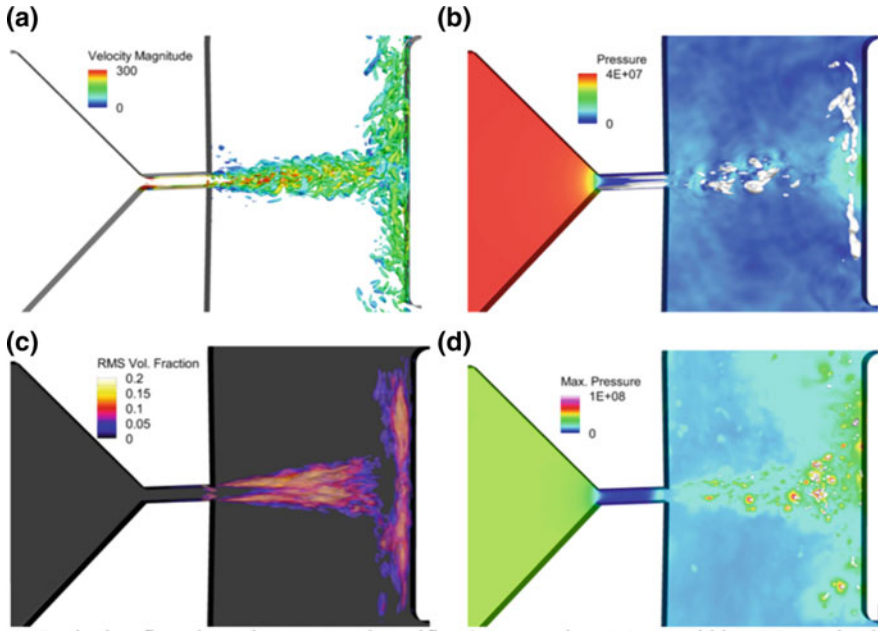 (a)
Velocity Magnitude
300
0
(b)
Pressure
4E+07
0
(c)
RMS Vol. Fraction
0.2
0.15
0.1
0.05
0
(d)
Max. Pressure
1E+08
0